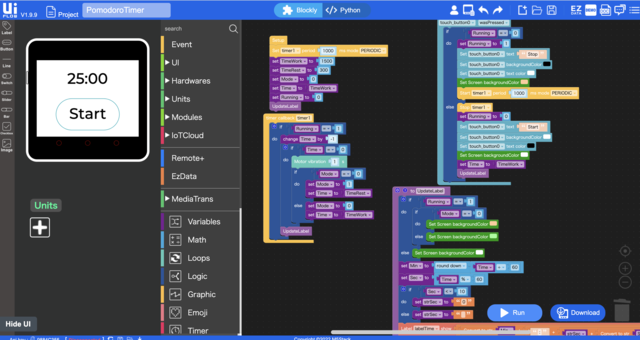 Ui
FLOW
V1.9.9
Project
PomodoroTimer
Blockly
</> Python
Label
Button
Line
Switch
Slider
Bar
Checkbox
Image
25:00
Start
Units
Hide UI
search
Event
UI
Hardwares
Units
Modules
IoTCloud
Remote+
EzData
MediaTrans
Variables
Math
Loops
Logic
Graphic
Emoji
Timer
Setup
Set timer1 period 1000 ms mode PERIODIC
set TimeWork to 1500
set TimeRest to 300
set Mode to 0
set Time to TimeWork
set Running to 0
UpdateLabel
timer callback timer1
if Running = 1
do change Time by -1
if Time = 0
do Motor vibration 1 s
if Mode = 0
do set Mode to 1
set Time to TimeRest
else set Mode to 0
set Time to TimeWork
UpdateLabel
touch_button0 wasPressed
if Running = 0
do set Running to 1
Set touch_button0 text Stop
Set touch_button0 backgroundColor
Set touch_button0 text color
Set Screen backgroundColor
Start timer1 period 1000 ms mode PERIODIC
else Stop timer1
set Running to 0
Set touch_button0 text Start
Set touch_button0 backgroundColor
Set touch_button0 text color
Set Screen backgroundColor
set Time to TimeWork
UpdateLabel
UpdateLabel
if Running = 1
do if Mode = 0
do Set Screen backgroundColor
else Set Screen backgroundColor
else Set Screen backgroundColor
set Min to round down Time ÷ 60
set Sec to Time % 60
if Sec < 10
do set strSec to " 0 "
else set strSec to
Run
Download